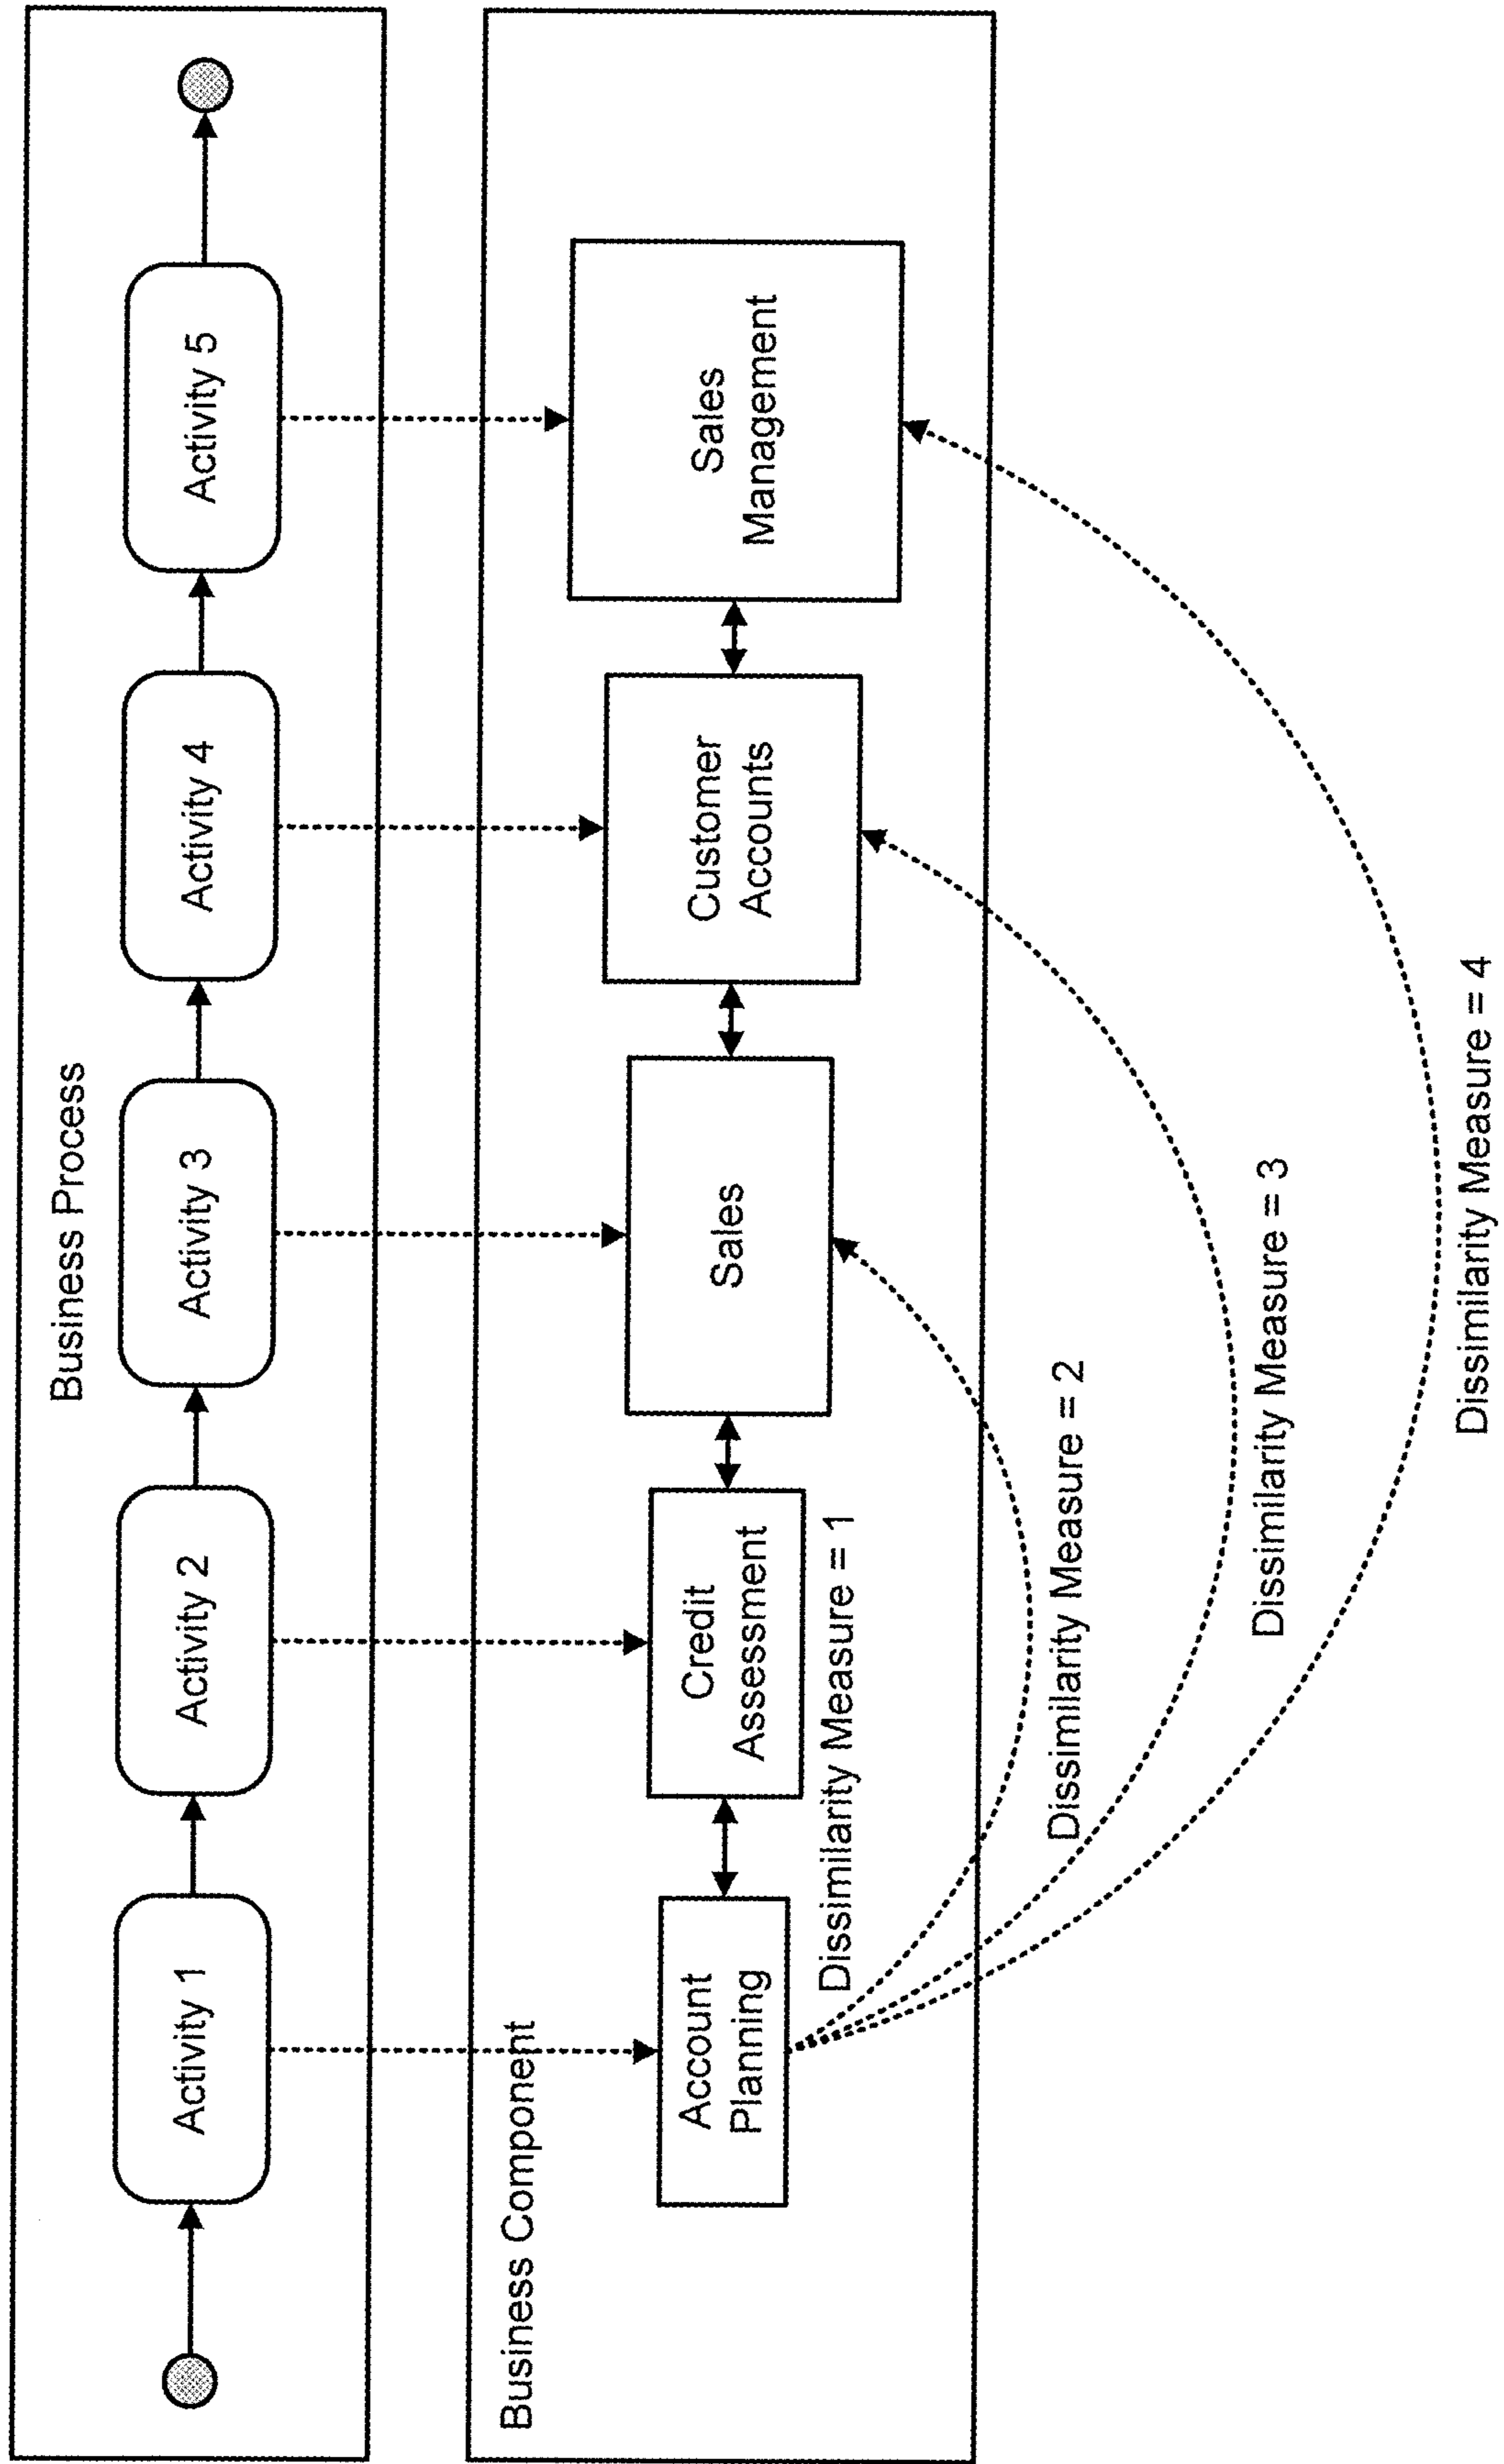 Business Process
Activity 1
Activity 2
Activity 3
Activity 4
Activity 5
Business Component
Account
Planning
Credit
Assessment
Sales
Customer
Accounts
Sales
Management
Dissimilarity Measure = 1
Dissimilarity Measure = 2
Dissimilarity Measure = 3
Dissimilarity Measure = 4